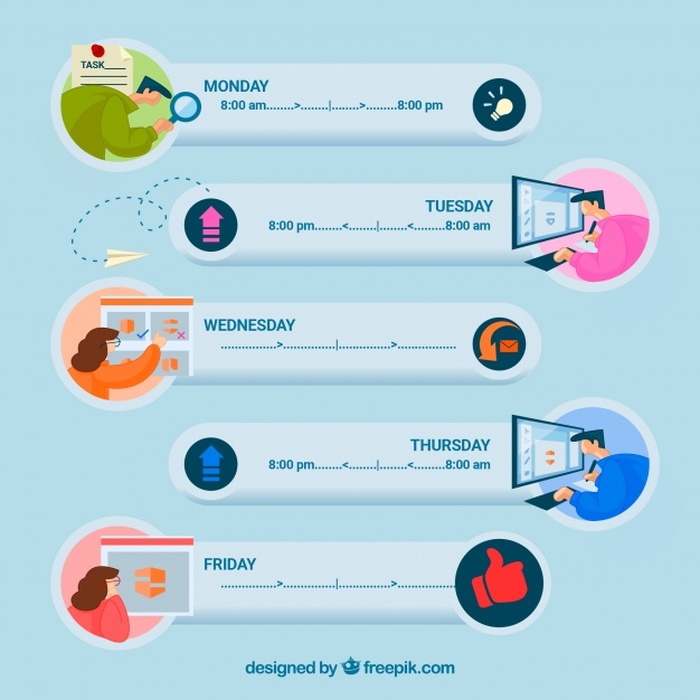 TASK
MONDAY
8:00 am.......>.......|.......>.........8:00 pm
TUESDAY
8:00 pm.......<.......|.......<.......8:00 am
WEDNESDAY
..............>.............|.............>..............
THURSDAY
8:00 pm.......<.......|.......<.......8:00 am
FRIDAY
..............>.............|.............>..............
designed by freepik.com